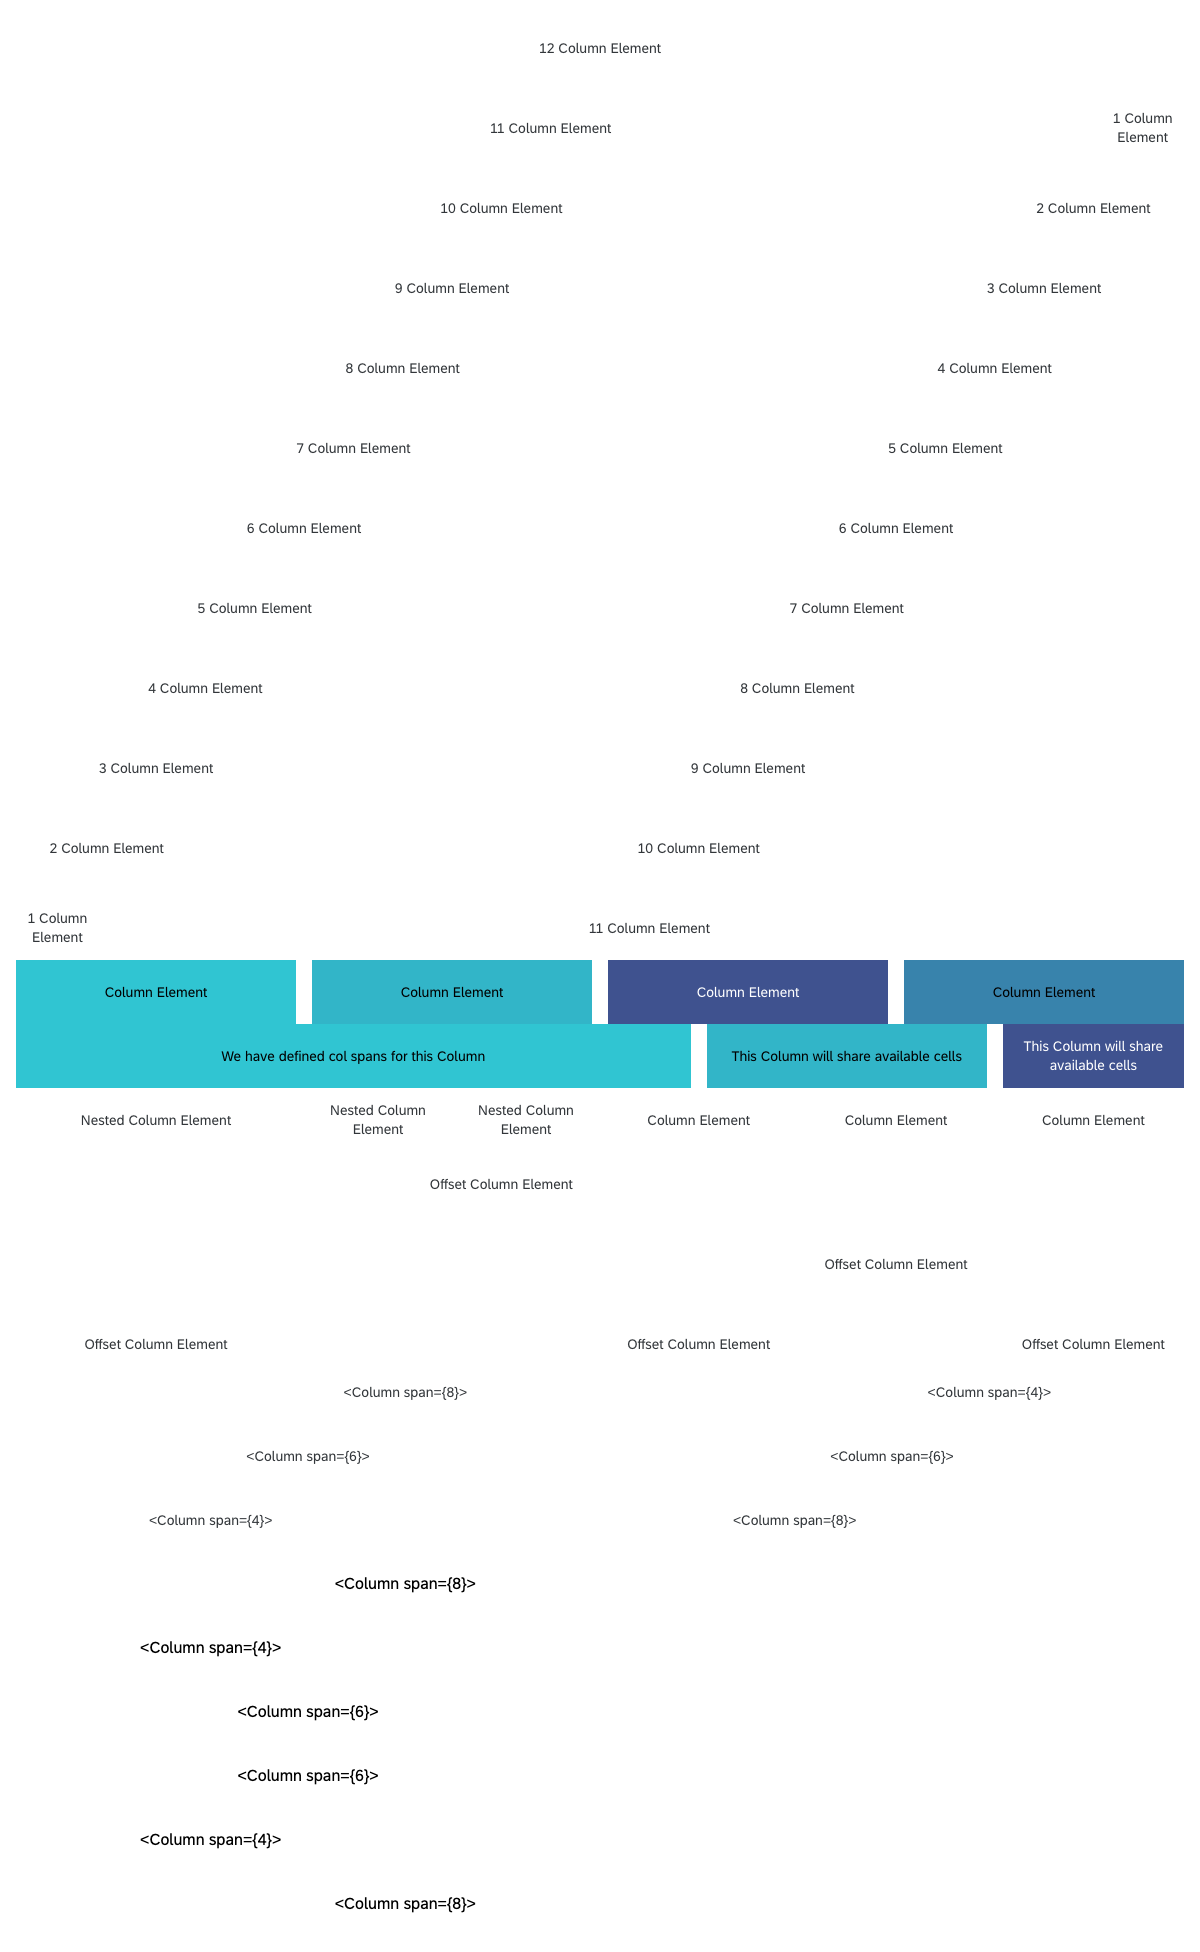 12 Column Element
11 Column Element
1 Column
Element
10 Column Element
2 Column Element
9 Column Element
3 Column Element
8 Column Element
4 Column Element
7 Column Element
5 Column Element
6 Column Element
6 Column Element
5 Column Element
7 Column Element
4 Column Element
8 Column Element
3 Column Element
9 Column Element
2 Column Element
10 Column Element
1 Column
Element
11 Column Element
Column Element
Column Element
Column Element
Column Element
We have defined col spans for this Column
This Column will share available cells
This Column will share
available cells
Nested Column Element
Nested Column
Element
Nested Column
Element
Column Element
Column Element
Column Element
Offset Column Element
Offset Column Element
Offset Column Element
Offset Column Element
Offset Column Element
<Column span={8}>
<Column span={4}>
<Column span={6}>
<Column span={6}>
<Column span={4}>
<Column span={8}>
<Column span={8}>
<Column span={4}>
<Column span={6}>
<Column span={6}>
<Column span={4}>
<Column span={8}>